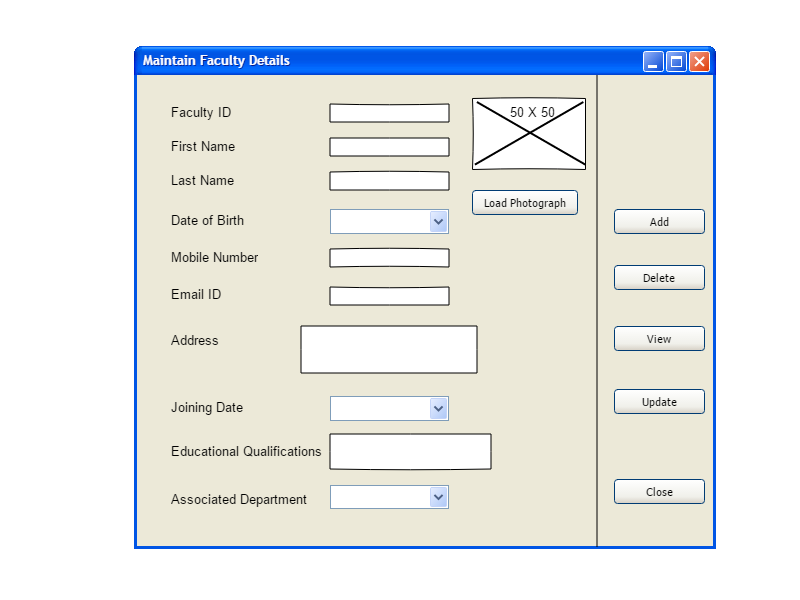 Maintain Faculty Details
Faculty ID
50 X 50
First Name
Last Name
Load Photograph
Date of Birth
Add
Mobile Number
Delete
Email ID
Address
View
Joining Date
Update
Educational Qualifications
Associated Department
Close